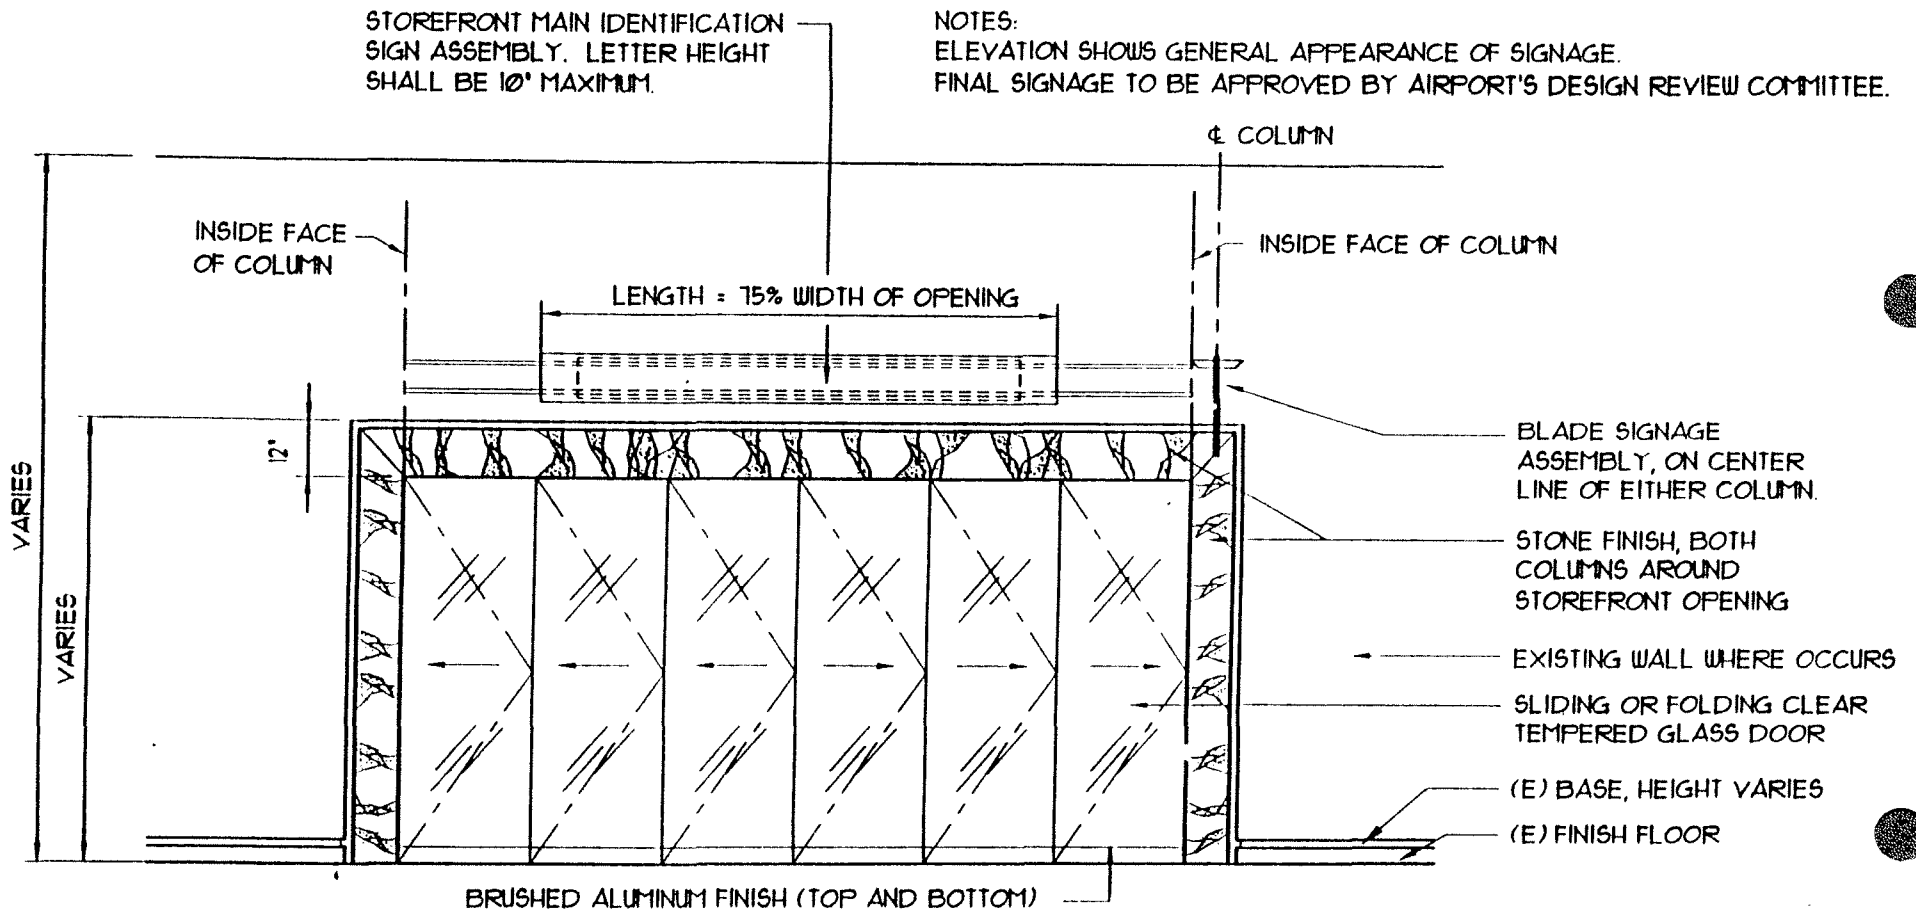 STOREFRONT MAIN IDENTIFICATION
SIGN ASSEMBLY. LETTER HEIGHT
SHALL BE 10" MAXIMUM.
NOTES:
ELEVATION SHOWS GENERAL APPEARANCE OF SIGNAGE.
FINAL SIGNAGE TO BE APPROVED BY AIRPORT'S DESIGN REVIEW COMMITTEE.
℄ COLUMN
INSIDE FACE
OF COLUMN
INSIDE FACE OF COLUMN
LENGTH = 75% WIDTH OF OPENING
12"
VARIES
VARIES
BLADE SIGNAGE
ASSEMBLY, ON CENTER
LINE OF EITHER COLUMN.
STONE FINISH, BOTH
COLUMNS AROUND
STOREFRONT OPENING
EXISTING WALL WHERE OCCURS
SLIDING OR FOLDING CLEAR
TEMPERED GLASS DOOR
(E) BASE, HEIGHT VARIES
(E) FINISH FLOOR
BRUSHED ALUMINUM FINISH (TOP AND BOTTOM)